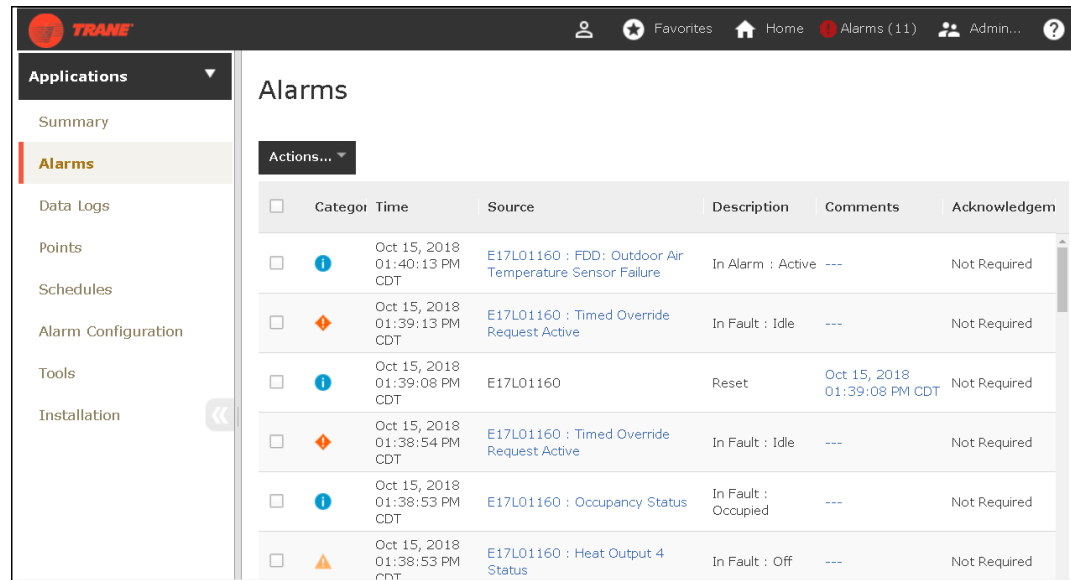 TRANE
Favorites
Home
Alarms (11)
Admin...
Applications
Summary
Alarms
Data Logs
Points
Schedules
Alarm Configuration
Tools
Installation
Alarms
Actions...
Categor Time Source Description Comments Acknowledgem
Oct 15, 2018
01:40:13 PM
CDT
E17L01160 : FDD: Outdoor Air
Temperature Sensor Failure
In Alarm : Active
---
Not Required
Oct 15, 2018
01:39:13 PM
CDT
E17L01160 : Timed Override
Request Active
In Fault : Idle
---
Not Required
Oct 15, 2018
01:39:08 PM
CDT
E17L01160
Reset
Oct 15, 2018
01:39:08 PM CDT
Not Required
Oct 15, 2018
01:38:54 PM
CDT
E17L01160 : Timed Override
Request Active
In Fault : Idle
---
Not Required
Oct 15, 2018
01:38:53 PM
CDT
E17L01160 : Occupancy Status
In Fault :
Occupied
---
Not Required
Oct 15, 2018
01:38:53 PM
CDT
E17L01160 : Heat Output 4
Status
In Fault : Off
---
Not Required